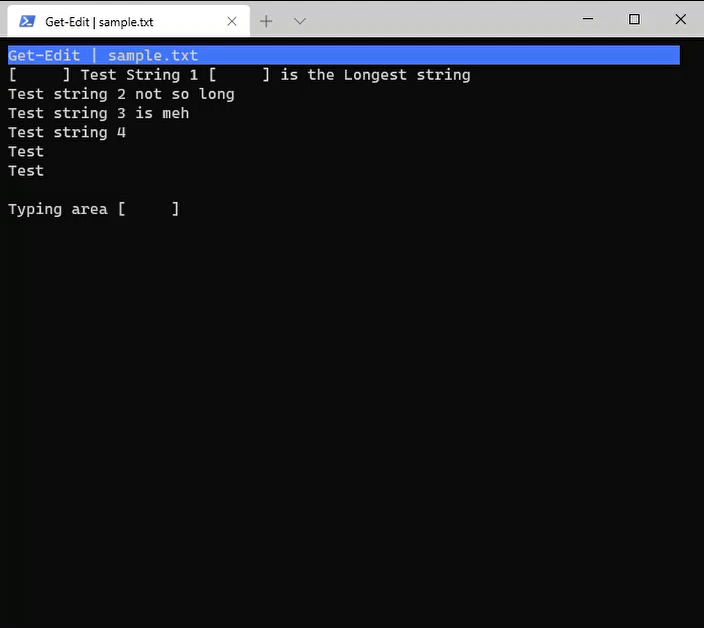 Get-Edit | sample.txt
Get-Edit | sample.txt
[     ] Test String 1 [     ] is the Longest string
Test string 2 not so long
Test string 3 is meh
Test string 4
Test
Test
Typing area [     ]